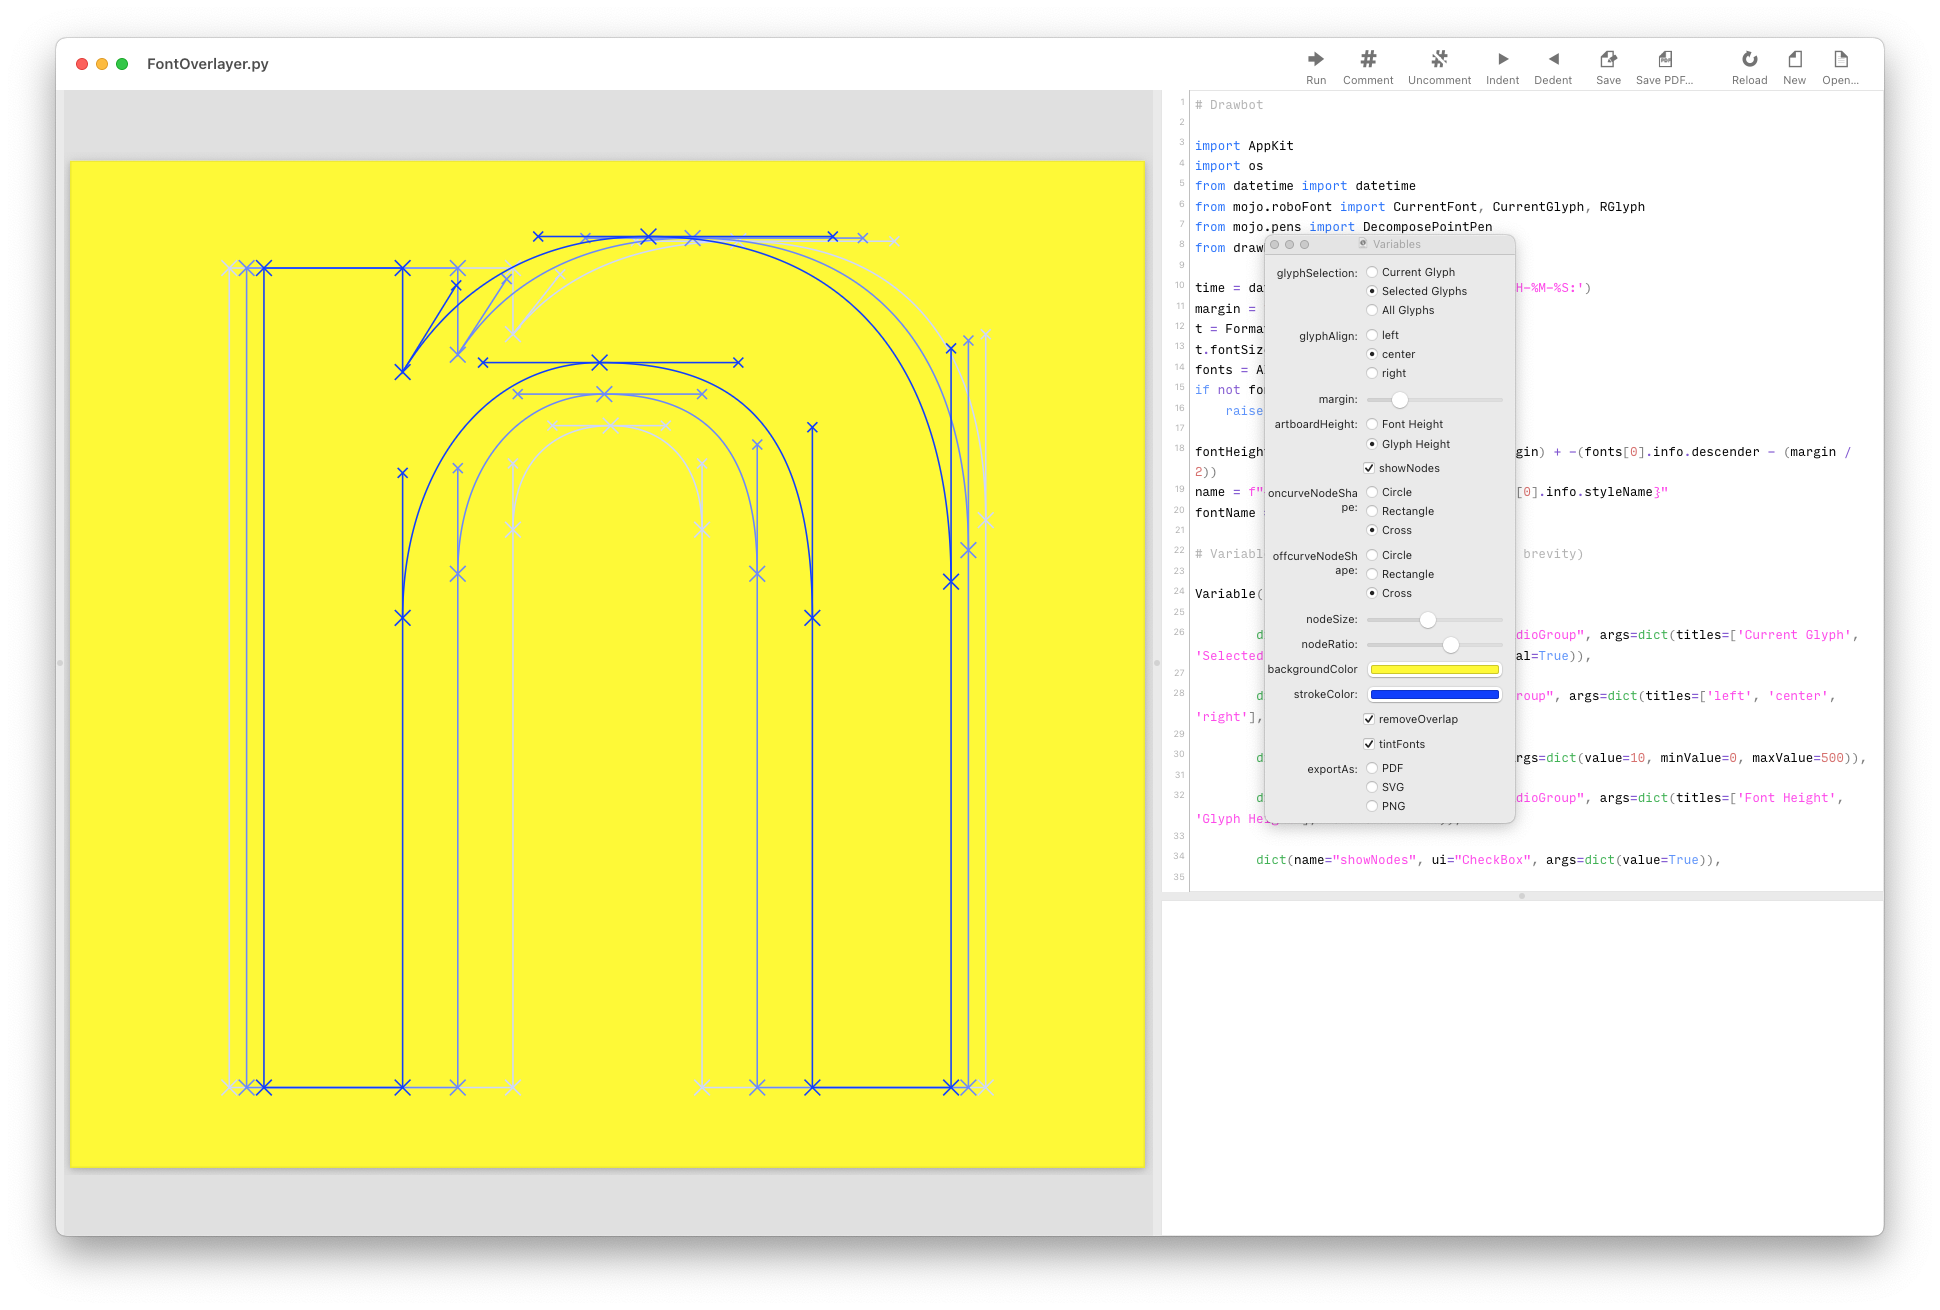 FontOverlayer.py
Run Comment Uncomment Indent Dedent Save Save PDF... Reload New Open...
1 # Drawbot
2
3 import AppKit
4 import os
5 from datetime import datetime
6 from mojo.roboFont import CurrentFont, CurrentGlyph, RGlyph
7 from mojo.pens import DecomposePointPen
8 from draw
9
10 time = da H-%M-%S:')
11 margin =
12 t = Forma
13 t.fontSiz
14 fonts = A
15 if not fo
16 raise
17
18 fontHeigh gin) + -(fonts[0].info.descender - (margin /
2))
19 name = f" [0].info.styleName}"
20 fontName
21
22 # Variabl brevity)
23
24 Variable(
25
26 d dioGroup", args=dict(titles=['Current Glyph',
'Selected al=True)),
27
28 d roup", args=dict(titles=['left', 'center',
'right'],
29
30 d rgs=dict(value=10, minValue=0, maxValue=500)),
31
32 d dioGroup", args=dict(titles=['Font Height',
'Glyph He
33
34 dict(name="showNodes", ui="CheckBox", args=dict(value=True)),
35
Variables
glyphSelection: Current Glyph
Selected Glyphs
All Glyphs
glyphAlign: left
center
right
margin:
artboardHeight: Font Height
Glyph Height
showNodes
oncurveNodeSha Circle
pe: Rectangle
Cross
offcurveNodeSh Circle
ape: Rectangle
Cross
nodeSize:
nodeRatio:
backgroundColor
strokeColor:
removeOverlap
tintFonts
exportAs: PDF
SVG
PNG